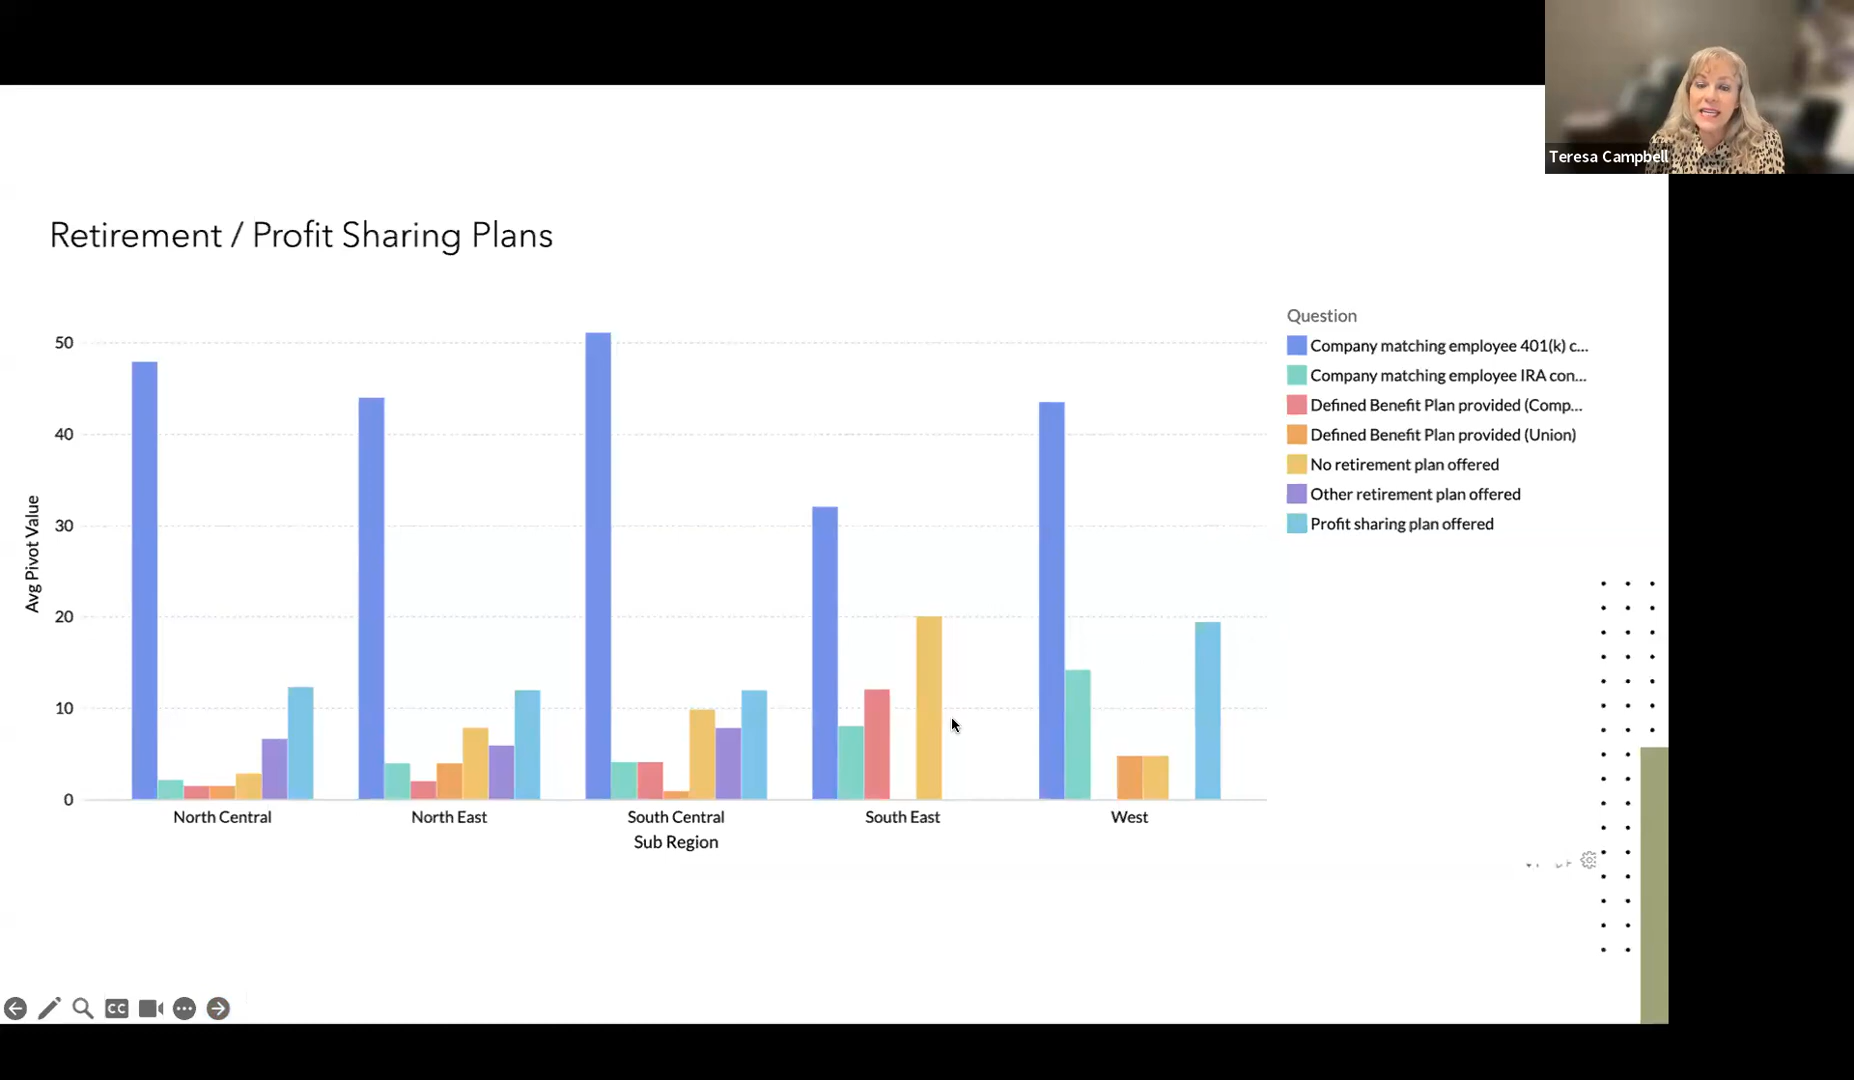 Teresa Campbell
Retirement / Profit Sharing Plans
Question
Company matching employee 401(k) c...
Company matching employee IRA con...
Defined Benefit Plan provided (Comp...
Defined Benefit Plan provided (Union)
No retirement plan offered
Other retirement plan offered
Profit sharing plan offered
Avg Pivot Value
50
40
30
20
10
0
North Central
North East
South Central
South East
West
Sub Region
CC